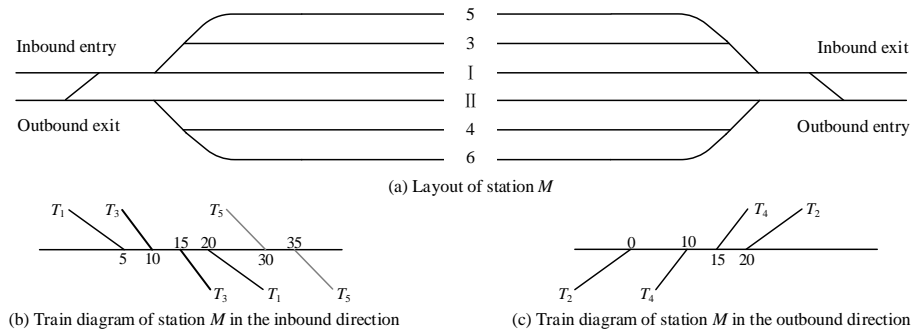 5
Inbound entry
3
Inbound exit
I
II
Outbound exit
4
Outbound entry
6
(a) Layout of station M
T1 T3 T5
15 20 35
5 10 30
T3 T1 T5
(b) Train diagram of station M in the inbound direction
T4 T2
0 10
15 20
T2 T4
(c) Train diagram of station M in the outbound direction